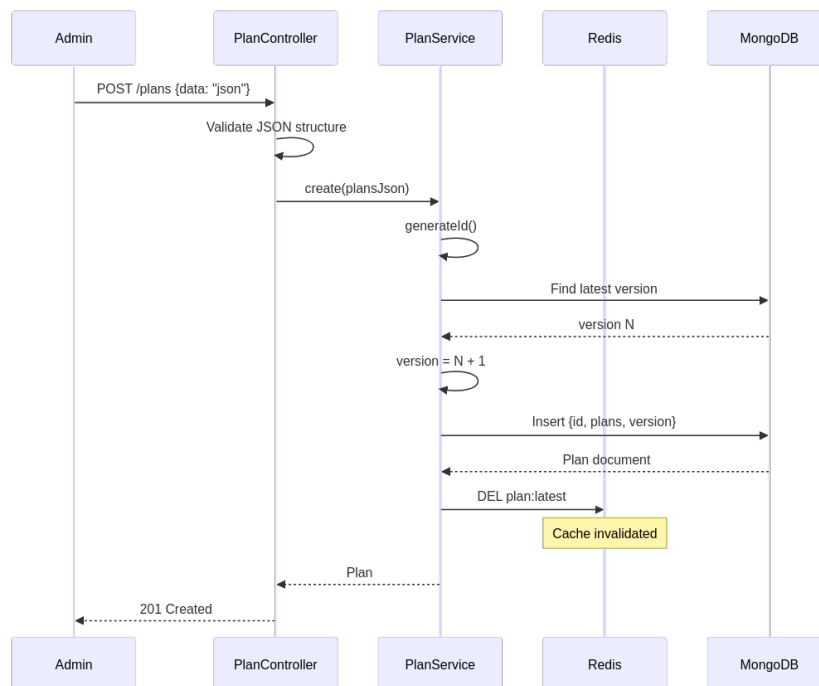 Admin
PlanController
PlanService
Redis
MongoDB
POST /plans {data: "json"}
Validate JSON structure
create(plansJson)
generateId()
Find latest version
version N
version = N + 1
Insert {id, plans, version}
Plan document
DEL plan:latest
Cache invalidated
Plan
201 Created
Admin
PlanController
PlanService
Redis
MongoDB